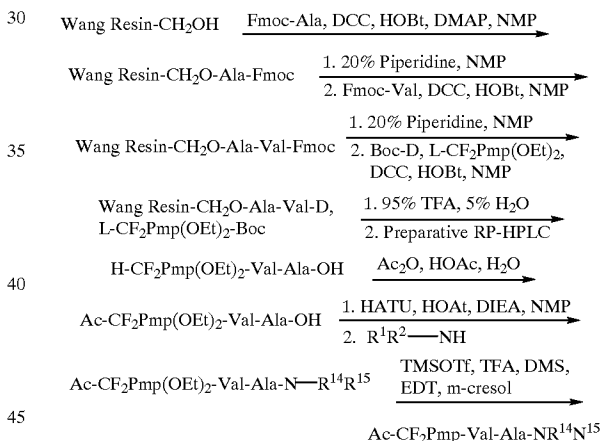 30
Wang Resin-CH₂OH
Fmoc-Ala, DCC, HOBt, DMAP, NMP
Wang Resin-CH₂O-Ala-Fmoc
1. 20% Piperidine, NMP
2. Fmoc-Val, DCC, HOBt, NMP
35
Wang Resin-CH₂O-Ala-Val-Fmoc
1. 20% Piperidine, NMP
2. Boc-D, L-CF₂Pmp(OEt)₂,
DCC, HOBt, NMP
Wang Resin-CH₂O-Ala-Val-D,
L-CF₂Pmp(OEt)₂-Boc
1. 95% TFA, 5% H₂O
2. Preparative RP-HPLC
H-CF₂Pmp(OEt)₂-Val-Ala-OH
Ac₂O, HOAc, H₂O
40
Ac-CF₂Pmp(OEt)₂-Val-Ala-OH
1. HATU, HOAt, DIEA, NMP
2. R¹R²—NH
Ac-CF₂Pmp(OEt)₂-Val-Ala-N—R¹⁴R¹⁵
TMSOTf, TFA, DMS,
EDT, m-cresol
45
Ac-CF₂Pmp-Val-Ala-NR¹⁴N¹⁵